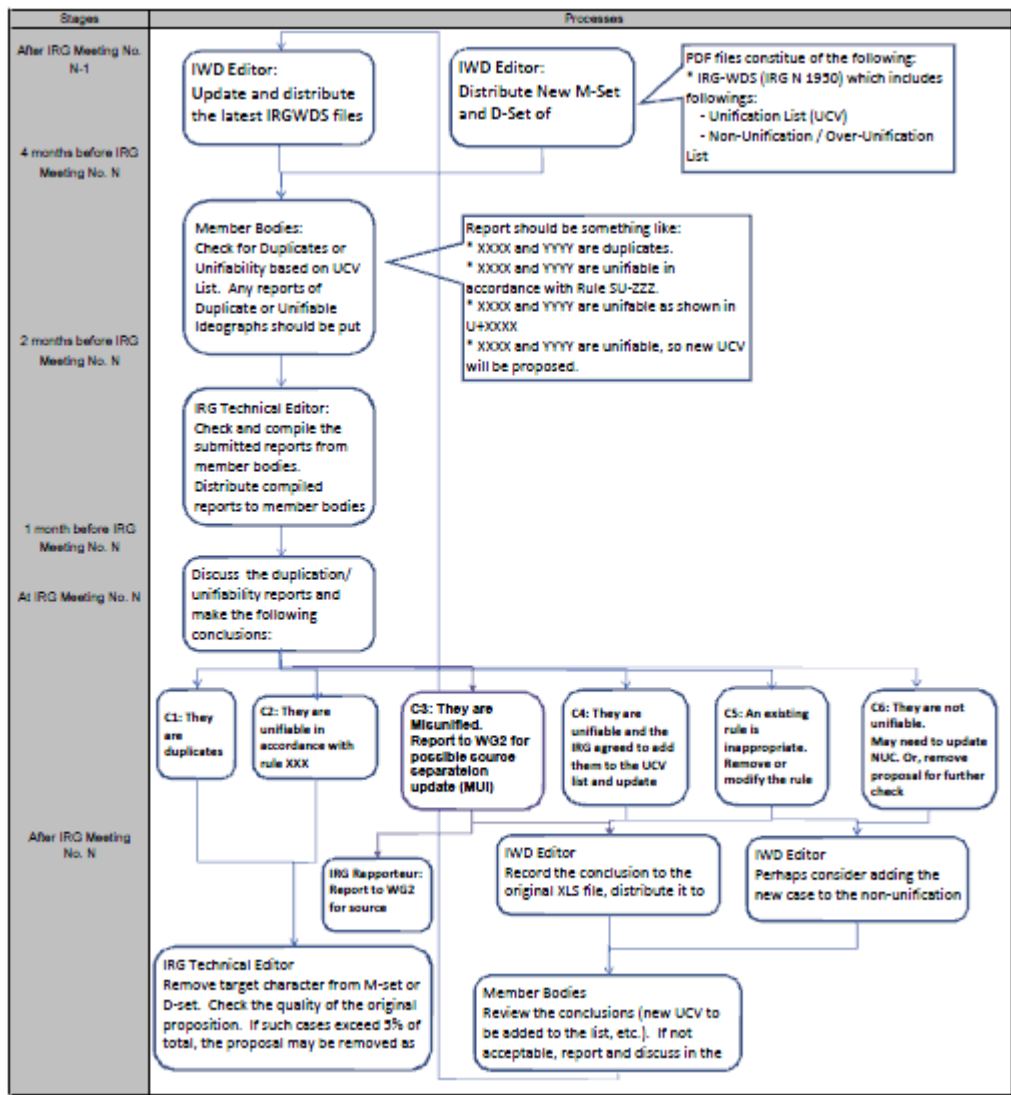 Stages
Processes
After IRG Meeting No.
N-1
4 months before IRG
Meeting No. N
2 months before IRG
Meeting No. N
1 month before IRG
Meeting No. N
At IRG Meeting No. N
After IRG Meeting
No. N
IWD Editor:
Update and distribute
the latest IRGWDS files
IWD Editor:
Distribute New M-Set
and D-Set of
PDF files constitue of the following:
* IRG-WDS (IRG N 1950) which includes
followings:
- Unification List (UCV)
- Non-Unification / Over-Unification
List
Member Bodies:
Check for Duplicates or
Unifiability based on UCV
List. Any reports of
Duplicate or Unifiable
Ideographs should be put
Report should be something like:
* XXXX and YYYY are duplicates.
* XXXX and YYYY are unifiable in
accordance with Rule SU-ZZZ.
* XXXX and YYYY are unifable as shown in
U+XXXX
* XXXX and YYYY are unifiable, so new UCV
will be proposed.
IRG Technical Editor:
Check and compile the
submitted reports from
member bodies.
Distribute compiled
reports to member bodies
Discuss the duplication/
unifiability reports and
make the following
conclusions:
C1: They
are
duplicates
C2: They are
unifiable in
accordance with
rule XXX
C3: They are
Misunified.
Report to WG2 for
possible source
separateion
update (MUI)
C4: They are
unifiable and the
IRG agreed to add
them to the UCV
list and update
C5: An existing
rule is
inappropriate.
Remove or
modify the rule
C6: They are not
unifiable.
May need to update
NUC. Or, remove
proposal for further
check
IRG Rapporteur:
Report to WG2
for source
IWD Editor
Record the conclusion to the
original XLS file, distribute it to
IWD Editor
Perhaps consider adding the
new case to the non-unification
IRG Technical Editor
Remove target character from M-set or
D-set. Check the quality of the original
proposition. If such cases exceed 5% of
total, the proposal may be removed as
Member Bodies
Review the conclusions (new UCV to
be added to the list, etc.). If not
acceptable, report and discuss in the